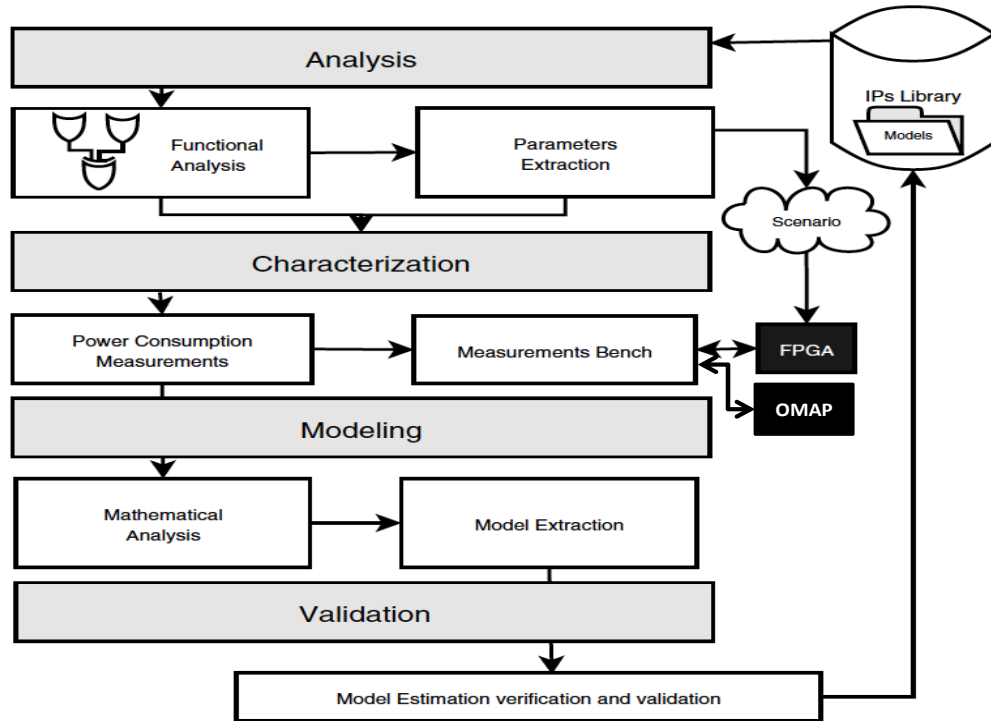 Analysis
IPs Library
Models
Functional
Analysis
Parameters
Extraction
Scenario
Characterization
Power Consumption
Measurements
Measurements Bench
FPGA
OMAP
Modeling
Mathematical
Analysis
Model Extraction
Validation
Model Estimation verification and validation